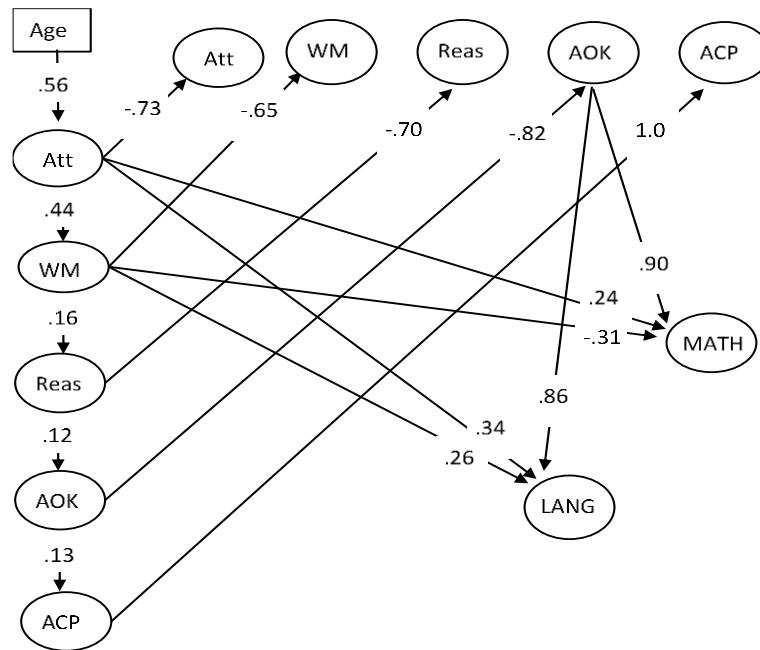 Age
Att
WM
Reas
AOK
ACP
.56
-.73
-.65
-.70
-.82
1.0
Att
.44
WM
.90
.24
-.31
MATH
.16
Reas
.86
.34
.26
.12
AOK
LANG
.13
ACP